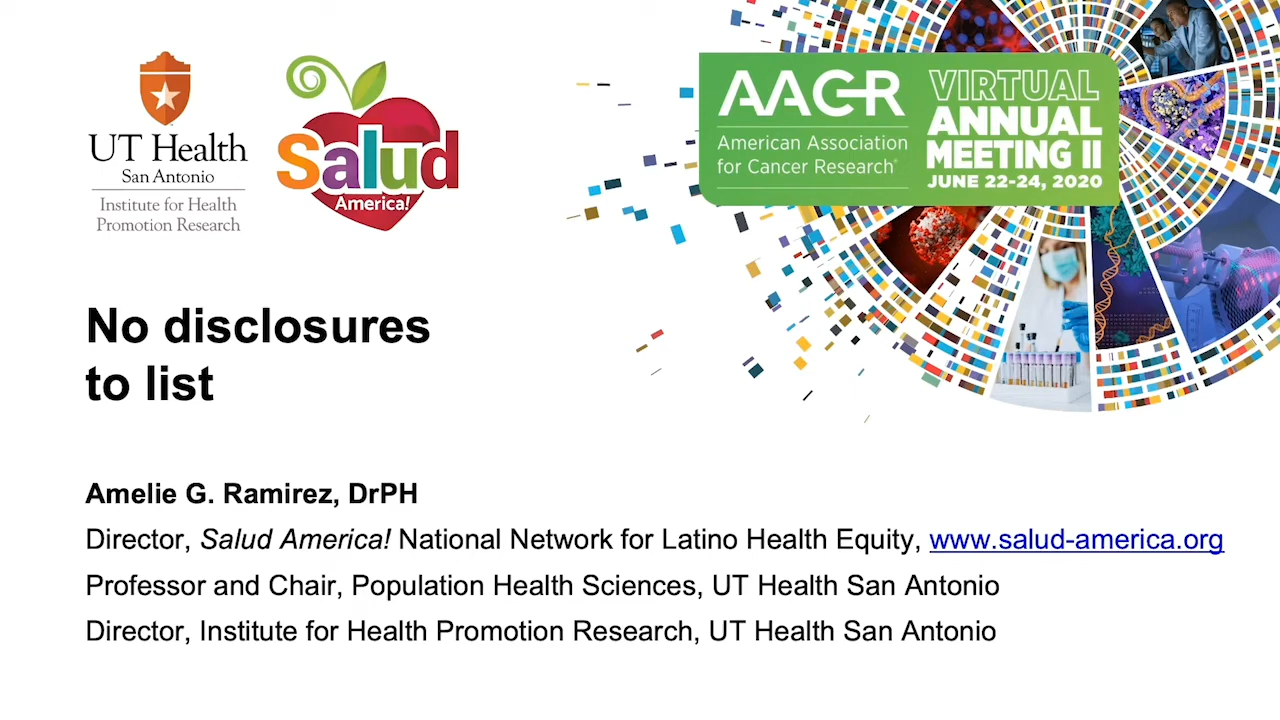 UT Health
San Antonio
Institute for Health
Promotion Research
Salud
America!
AACR
American Association
for Cancer Research®
VIRTUAL
ANNUAL
MEETING II
JUNE 22-24, 2020
No disclosures
to list
Amelie G. Ramirez, DrPH
Director, Salud America! National Network for Latino Health Equity, www.salud-america.org
Professor and Chair, Population Health Sciences, UT Health San Antonio
Director, Institute for Health Promotion Research, UT Health San Antonio